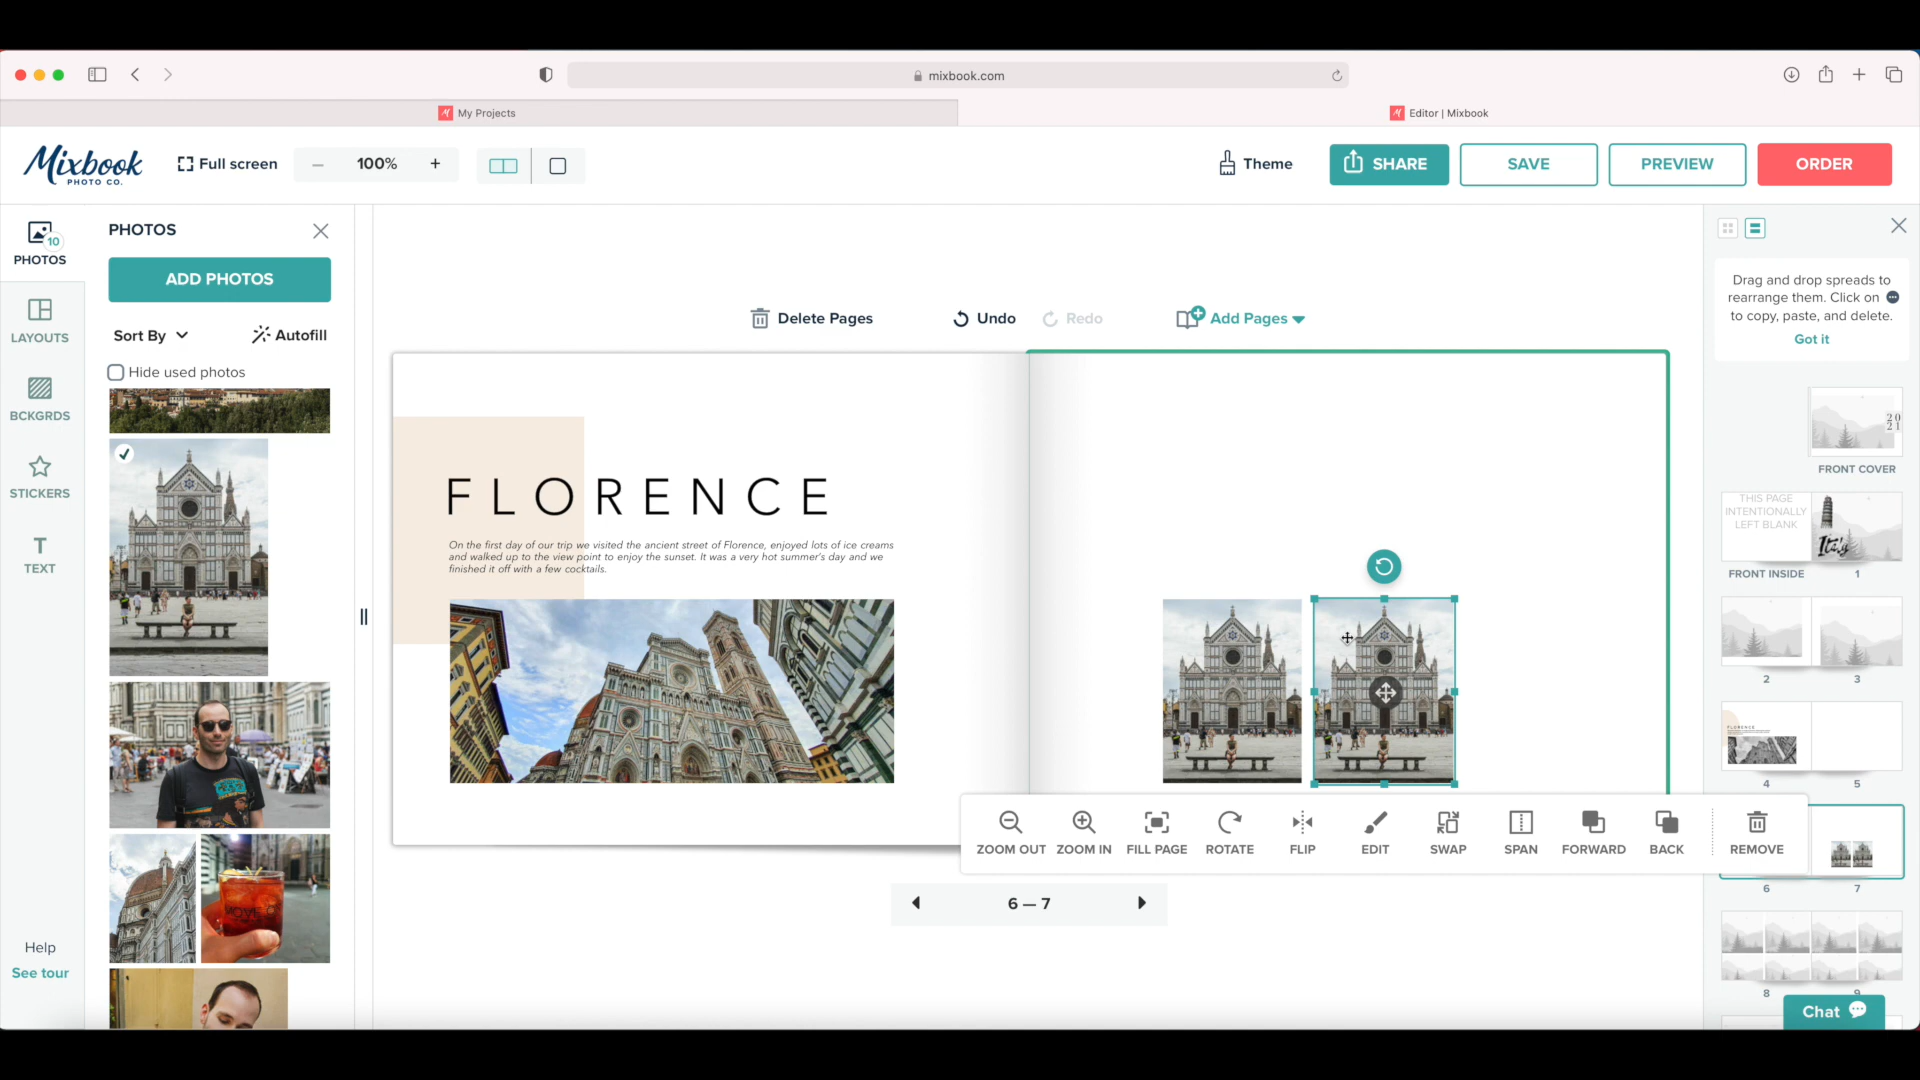 mixbook.com
My Projects
Editor | Mixbook
Mixbook
PHOTO CO.
Full screen
100%
Theme
SHARE
SAVE
PREVIEW
ORDER
10
PHOTOS
LAYOUTS
BCKGRDS
STICKERS
T
TEXT
Help
See tour
PHOTOS
ADD PHOTOS
Sort By
Autofill
Hide used photos
Delete Pages
Undo
Redo
Add Pages
FLORENCE
On the first day of our trip we visited the ancient street of Florence, enjoyed lots of ice creams
and walked up to the view point to enjoy the sunset. It was a very hot summer's day and we
finished it off with a few cocktails.
ZOOM OUT
ZOOM IN
FILL PAGE
ROTATE
FLIP
EDIT
SWAP
SPAN
FORWARD
BACK
REMOVE
6 — 7
Drag and drop spreads to
rearrange them. Click on
to copy, paste, and delete.
Got it
20
21
FRONT COVER
THIS PAGE
INTENTIONALLY
LEFT BLANK
Italy
FRONT INSIDE
1
2
3
FLORENCE
4
5
6
7
8
9
Chat